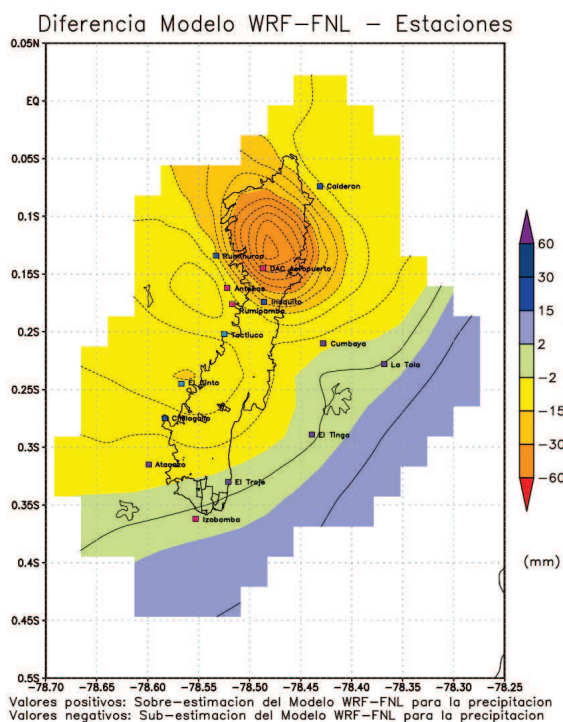 Diferencia Modelo WRF-FNL - Estaciones
0.05N
EQ
0.05S
0.1S
0.15S
0.2S
0.25S
0.3S
0.35S
0.4S
0.45S
0.5S
Calderon
Rumihurco
DAC Aeropuerto
Antenas
Inaquito
Rumipamba
Toctiuco
Cumbaya
La Tola
El Cinto
Chillogallo
El Tingo
Atacazo
El Troje
Izobamba
60
30
15
2
-2
-15
-30
-60
(mm)
-78.70 -78.65 -78.60 -78.55 -78.50 -78.45 -78.40 -78.35 -78.30 -78.25
Valores positivos: Sobre-estimacion del Modelo WRF-FNL para la precipitacion
Valores negativos: Sub-estimacion del Modelo WRF-FNL para la precipitacion